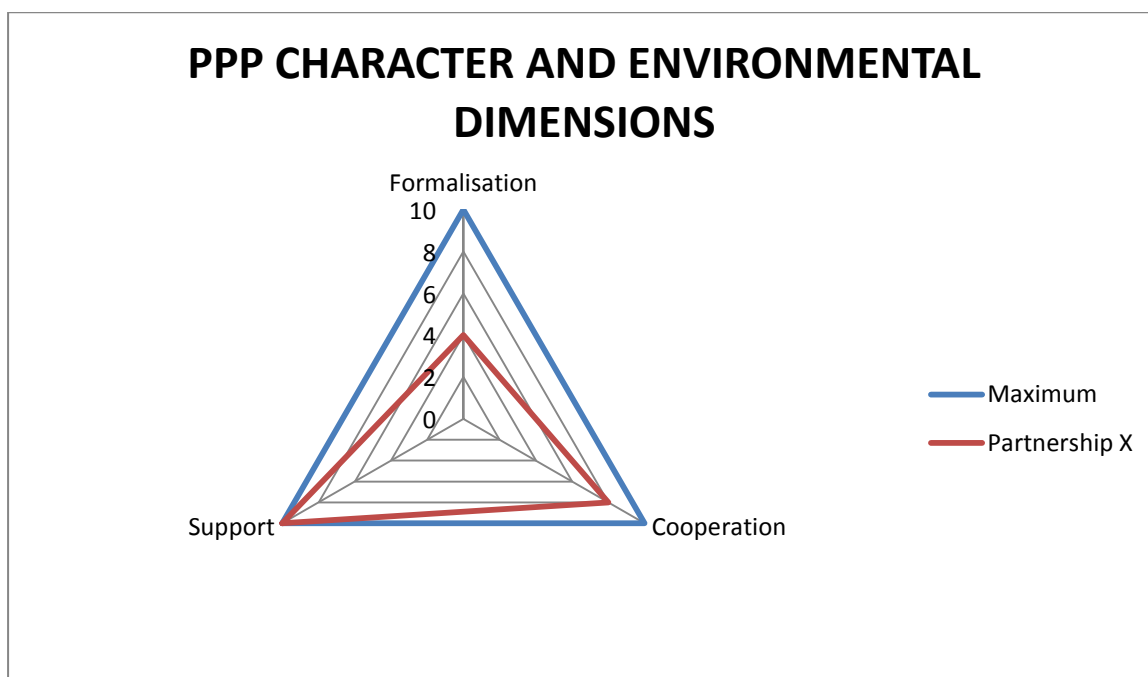 PPP CHARACTER AND ENVIRONMENTAL
DIMENSIONS
Formalisation
10
8
6
4
2
0
Maximum
Partnership X
Support
Cooperation